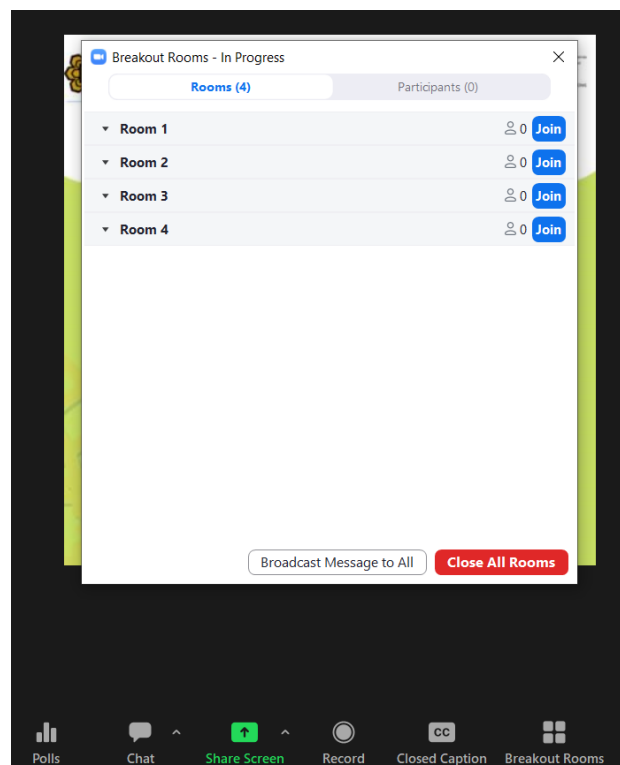 Breakout Rooms - In Progress
Rooms (4) Participants (0)
Room 1 0 Join
Room 2 0 Join
Room 3 0 Join
Room 4 0 Join
Broadcast Message to All Close All Rooms
CC
Polls Chat Share Screen Record Closed Caption Breakout Rooms